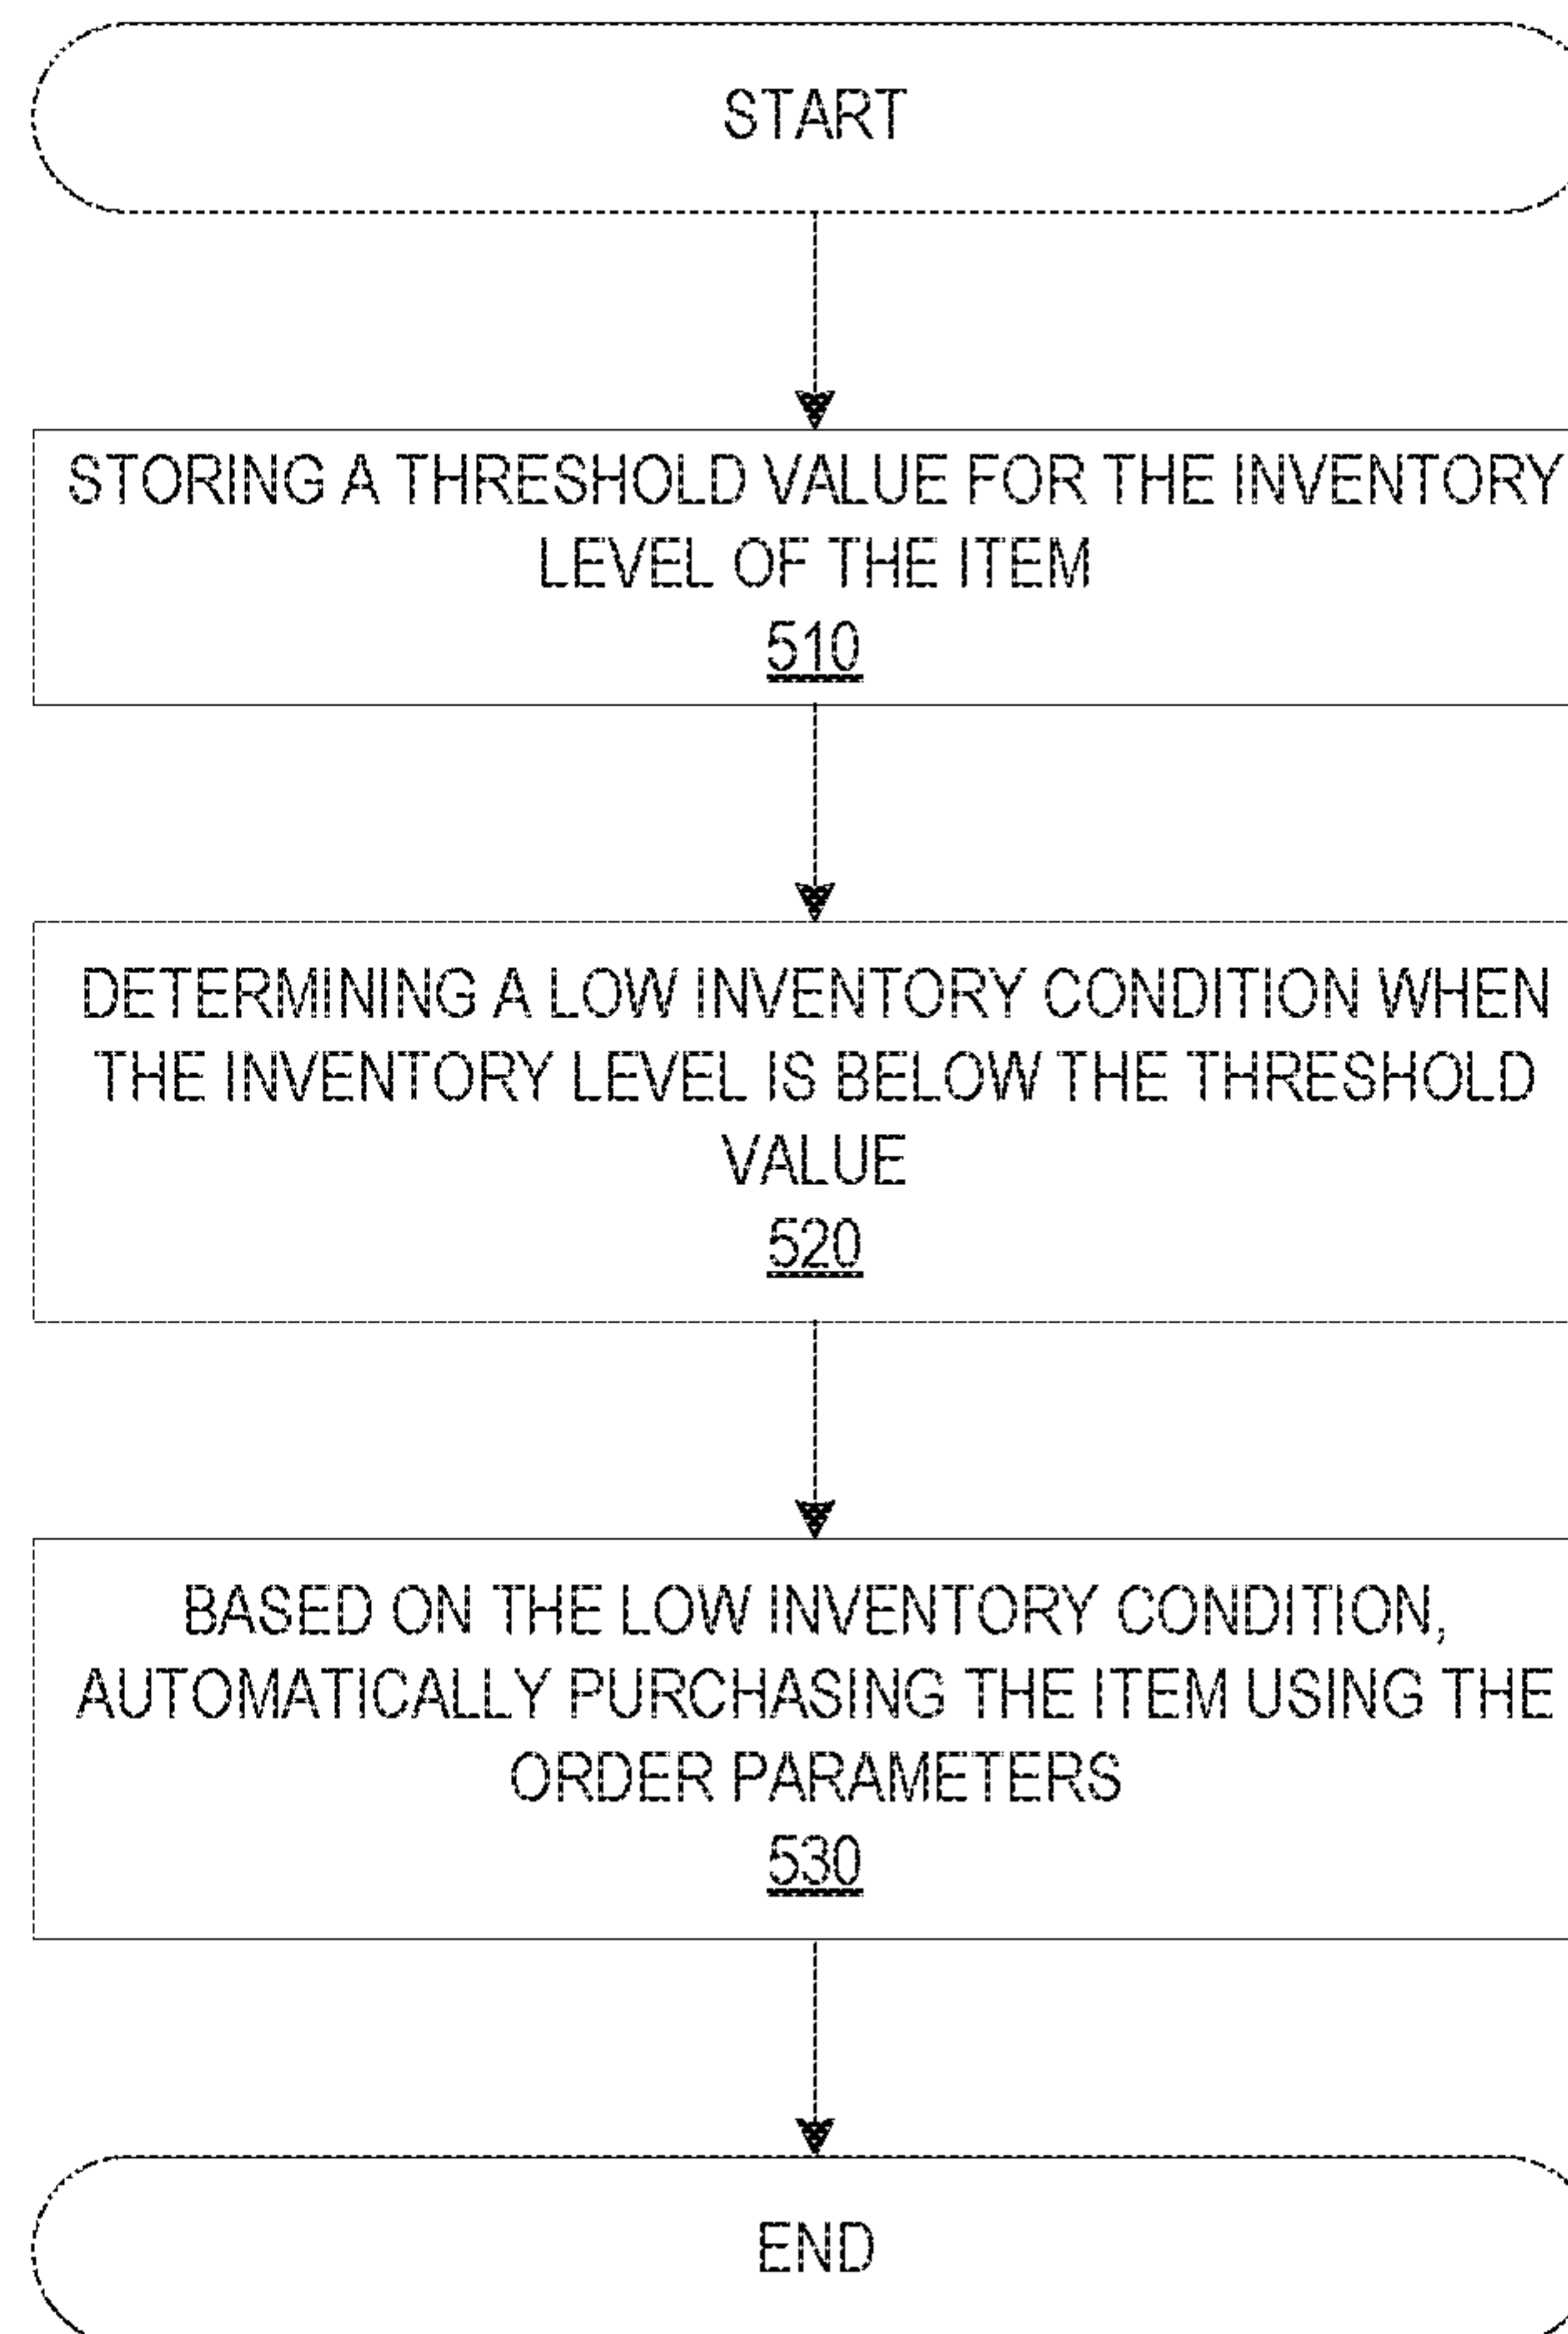 START
STORING A THRESHOLD VALUE FOR THE INVENTORY
LEVEL OF THE ITEM
510
DETERMINING A LOW INVENTORY CONDITION WHEN
THE INVENTORY LEVEL IS BELOW THE THRESHOLD
VALUE
520
BASED ON THE LOW INVENTORY CONDITION,
AUTOMATICALLY PURCHASING THE ITEM USING THE
ORDER PARAMETERS
530
END